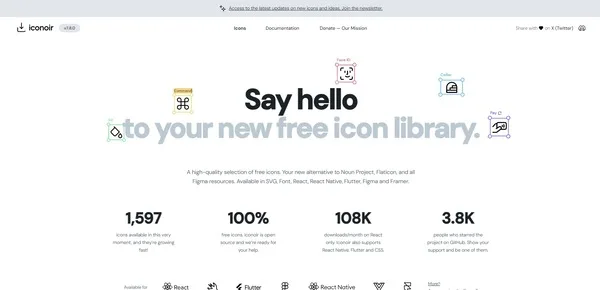 Access to the latest updates on new icons and ideas. Join the newsletter.
iconoir
Icons
Documentation
Donate — Our Mission
Share with ♥ on X (Twitter)
Face ID
Command
Say hello
to your new free icon library.
A high-quality selection of free icons. Your new alternative to Noun Project, Flaticon, and all
Figma resources. Available in SVG, Font, React, React Native, Flutter, Figma and Framer.
1,597
icons available in this very
moment, and they're growing
fast!
100%
free icons. Iconoir is open-
source and we're ready for
your help.
108K
downloads/month on React
only. Iconoir also supports
React Native, Flutter and CSS.
3.8K
people who starred the
project on GitHub. Show your
support and be one of them.
Available for
React
Flutter
React Native
More?